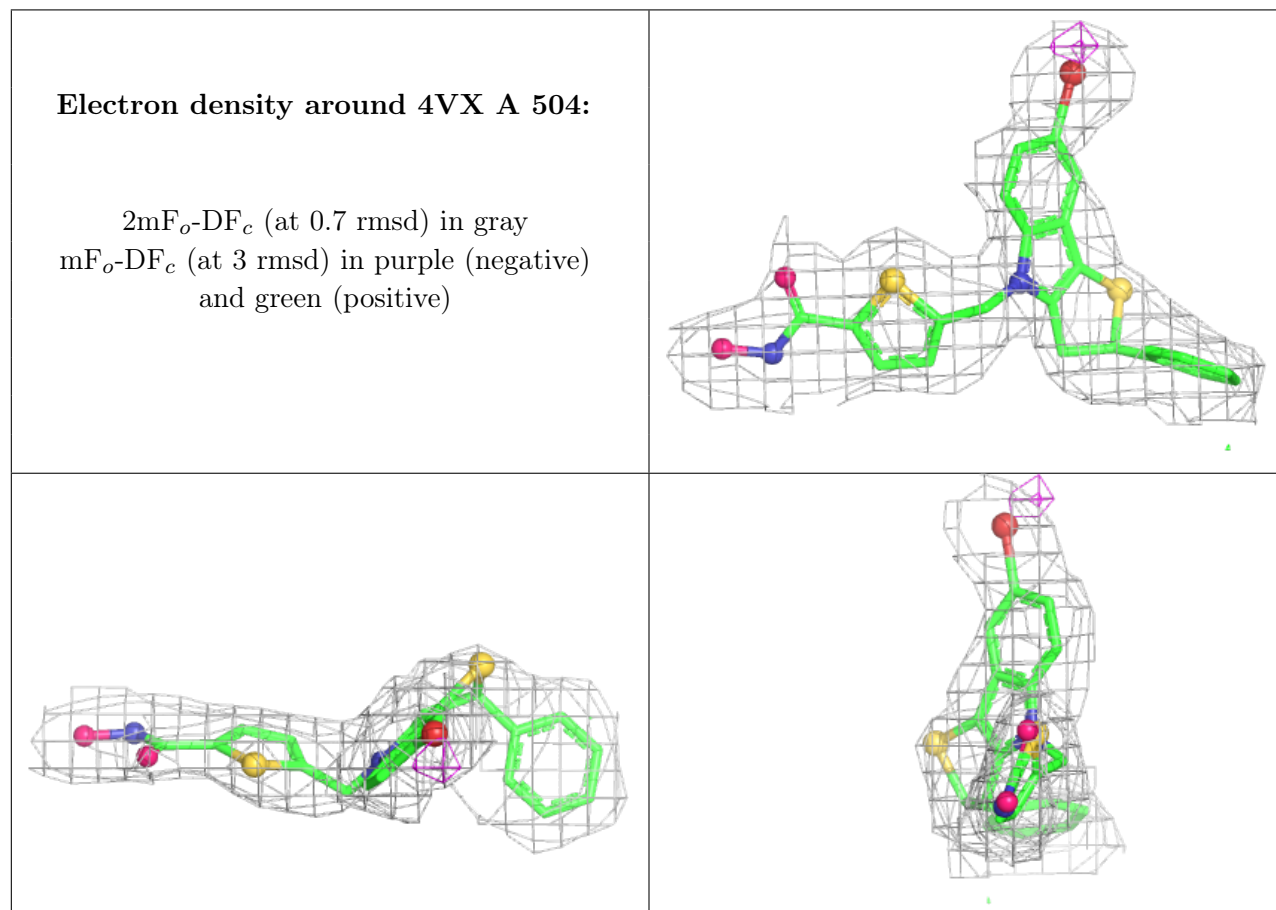 Electron density around 4VX A 504:
2mFo-DFc (at 0.7 rmsd) in gray
mFo-DFc (at 3 rmsd) in purple (negative)
and green (positive)